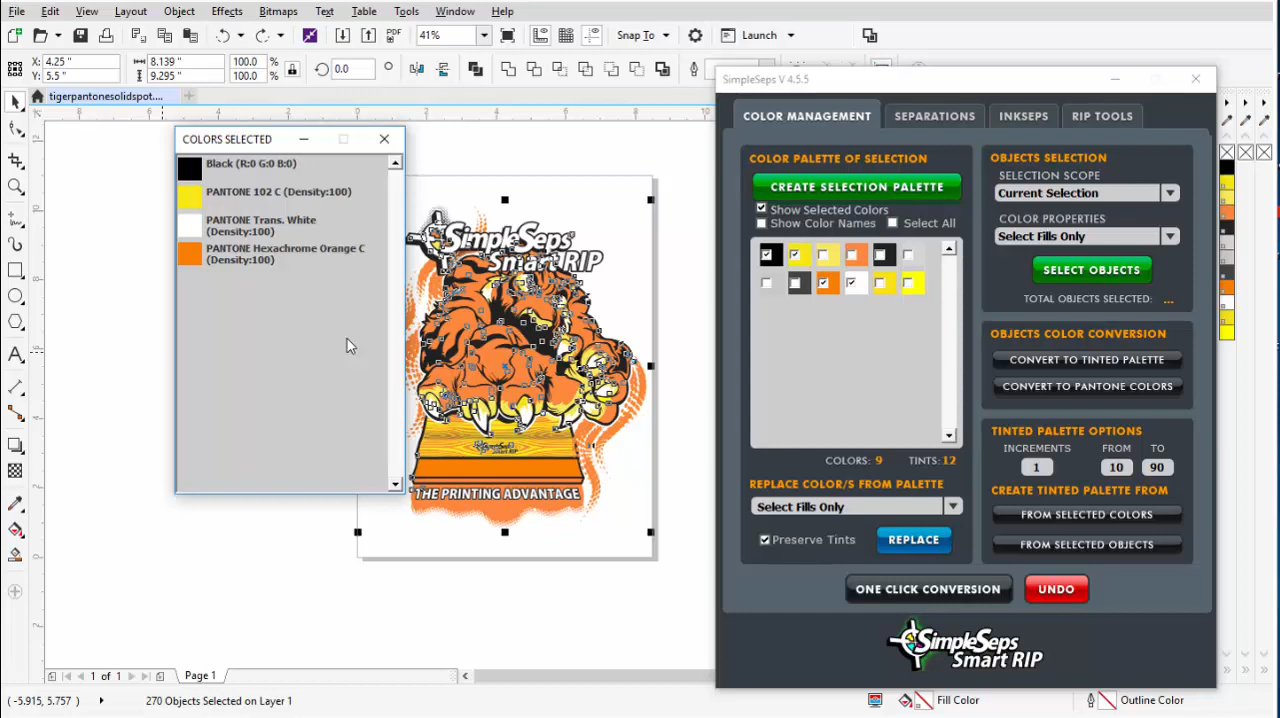 File Edit View Layout Object Effects Bitmaps Text Table Tools Window Help
PDF 41% Snap To Launch
X: 4.25 " 8.139 " 100.0 %
Y: 5.5 " 9.295 " 100.0 %
0.0
tigerpantonesolidspot....
COLORS SELECTED
Black (R:0 G:0 B:0)
PANTONE 102 C (Density:100)
PANTONE Trans. White
(Density:100)
PANTONE Hexachrome Orange C
(Density:100)
SimpleSeps
Smart RIP
SimpleSeps
Smart RIP
THE PRINTING ADVANTAGE
SimpleSeps V 4.5.5
COLOR MANAGEMENT SEPARATIONS INKSEPS RIP TOOLS
COLOR PALETTE OF SELECTION
CREATE SELECTION PALETTE
Show Selected Colors
Show Color Names Select All
COLORS: 9 TINTS: 12
REPLACE COLOR/S FROM PALETTE
Select Fills Only
Preserve Tints REPLACE
OBJECTS SELECTION
SELECTION SCOPE
Current Selection
COLOR PROPERTIES
Select Fills Only
SELECT OBJECTS
TOTAL OBJECTS SELECTED: ...
OBJECTS COLOR CONVERSION
CONVERT TO TINTED PALETTE
CONVERT TO PANTONE COLORS
TINTED PALETTE OPTIONS
INCREMENTS FROM TO
1 10 90
CREATE TINTED PALETTE FROM
FROM SELECTED COLORS
FROM SELECTED OBJECTS
ONE CLICK CONVERSION UNDO
SimpleSeps
Smart RIP
1 of 1 Page 1
(-5.915, 5.757) 270 Objects Selected on Layer 1 Fill Color Outline Color